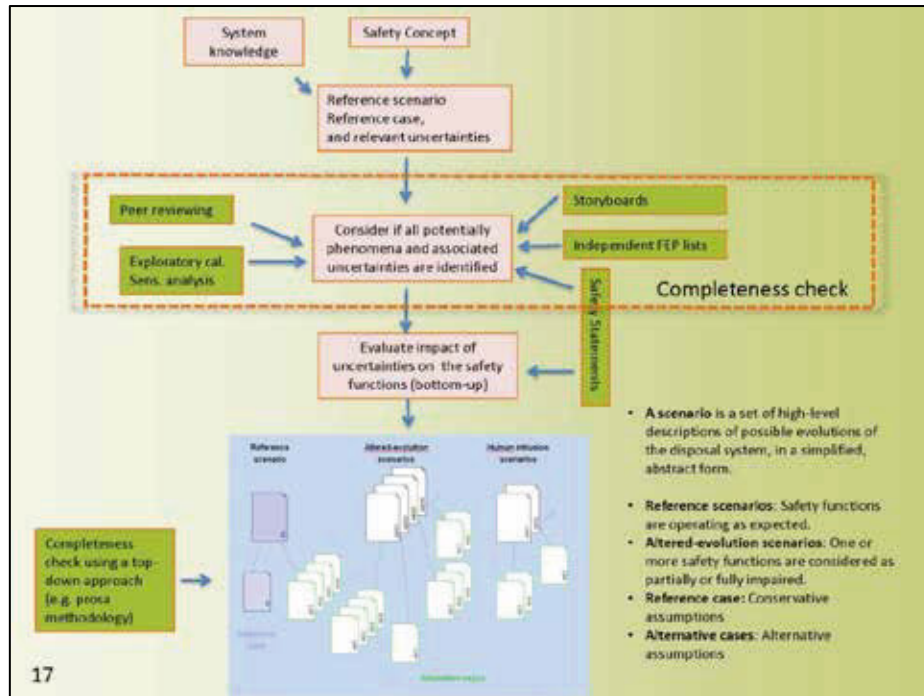 System
knowledge
Safety Concept
Reference scenario
Reference case,
and relevant uncertainties
Peer reviewing
Exploratory cal.
Sens. analysis
Consider if all potentially
phenomena and associated
uncertainties are identified
Storyboards
Independent FEP lists
Safety Statements
Completeness check
Evaluate impact of
uncertainties on the safety
functions (bottom-up)
Reference
scenario
Altered-evolution
scenarios
Human intrusion
scenarios
Completeness
check using a top-
down approach
(e.g. prosa
methodology)
• A scenario is a set of high-level
descriptions of possible evolutions of
the disposal system, in a simplified,
abstract form.
• Reference scenarios: Safety functions
are operating as expected.
• Altered-evolution scenarios: One or
more safety functions are considered as
partially or fully impaired.
• Reference case: Conservative
assumptions
• Alternative cases: Alternative
assumptions
17